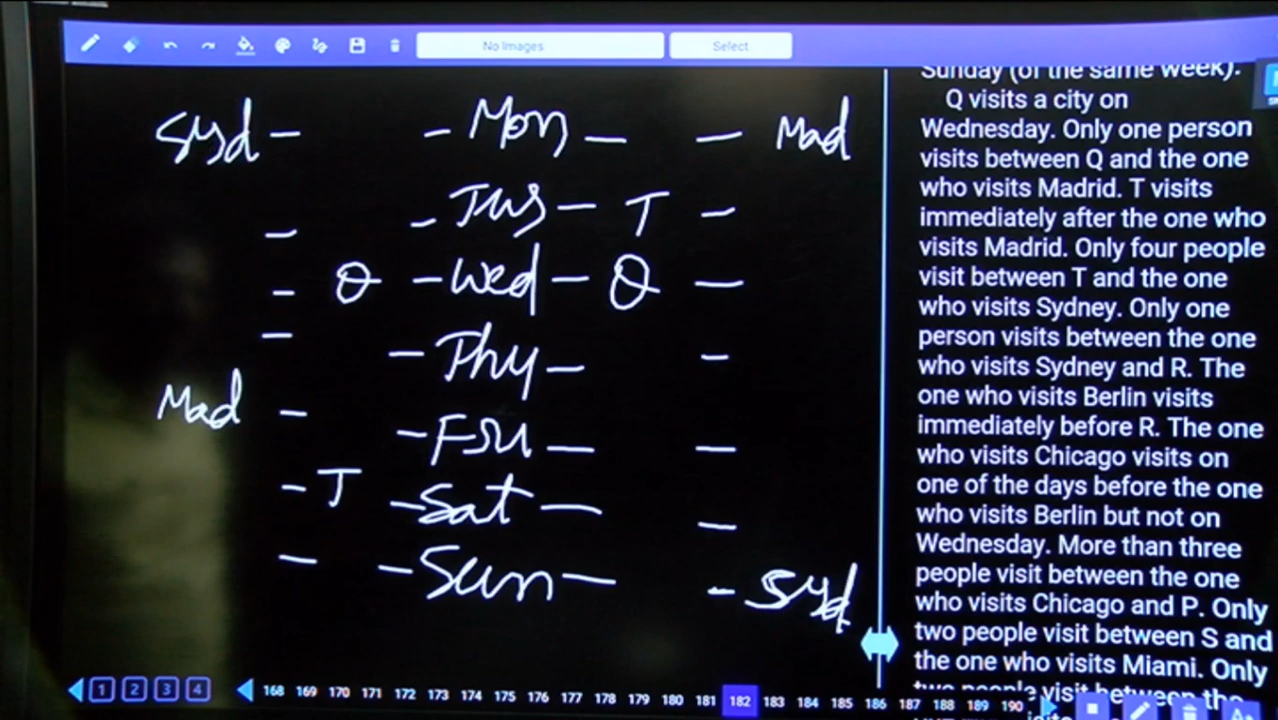 No Images Select
Syd - - Mon - - Mad
- - Tus - T -
- Q - Wed - Q -
- - Thu - -
Mad - - Fri - -
- T - Sat - -
- - Sun - - Syd
Sunday (of the same week).
Q visits a city on
Wednesday. Only one person
visits between Q and the one
who visits Madrid. T visits
immediately after the one who
visits Madrid. Only four people
visit between T and the one
who visits Sydney. Only one
person visits between the one
who visits Sydney and R. The
one who visits Berlin visits
immediately before R. The one
who visits Chicago visits on
one of the days before the one
who visits Berlin but not on
Wednesday. More than three
people visit between the one
who visits Chicago and P. Only
two people visit between S and
the one who visits Miami. Only
two people visit between the
1 2 3 4 168 169 170 171 172 173 174 175 176 177 178 179 180 181 182 183 184 185 186 187 188 189 190